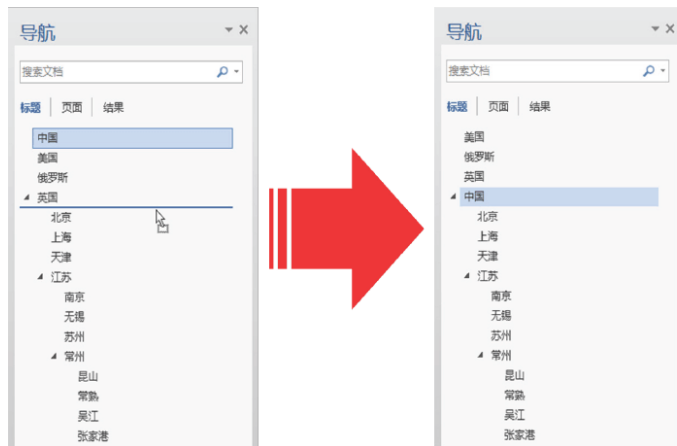 导航
搜索文档
标题 页面 结果
中国
美国
俄罗斯
英国
北京
上海
天津
江苏
南京
无锡
苏州
常州
昆山
常熟
吴江
张家港
导航
搜索文档
标题 页面 结果
美国
俄罗斯
英国
中国
北京
上海
天津
江苏
南京
无锡
苏州
常州
昆山
常熟
吴江
张家港